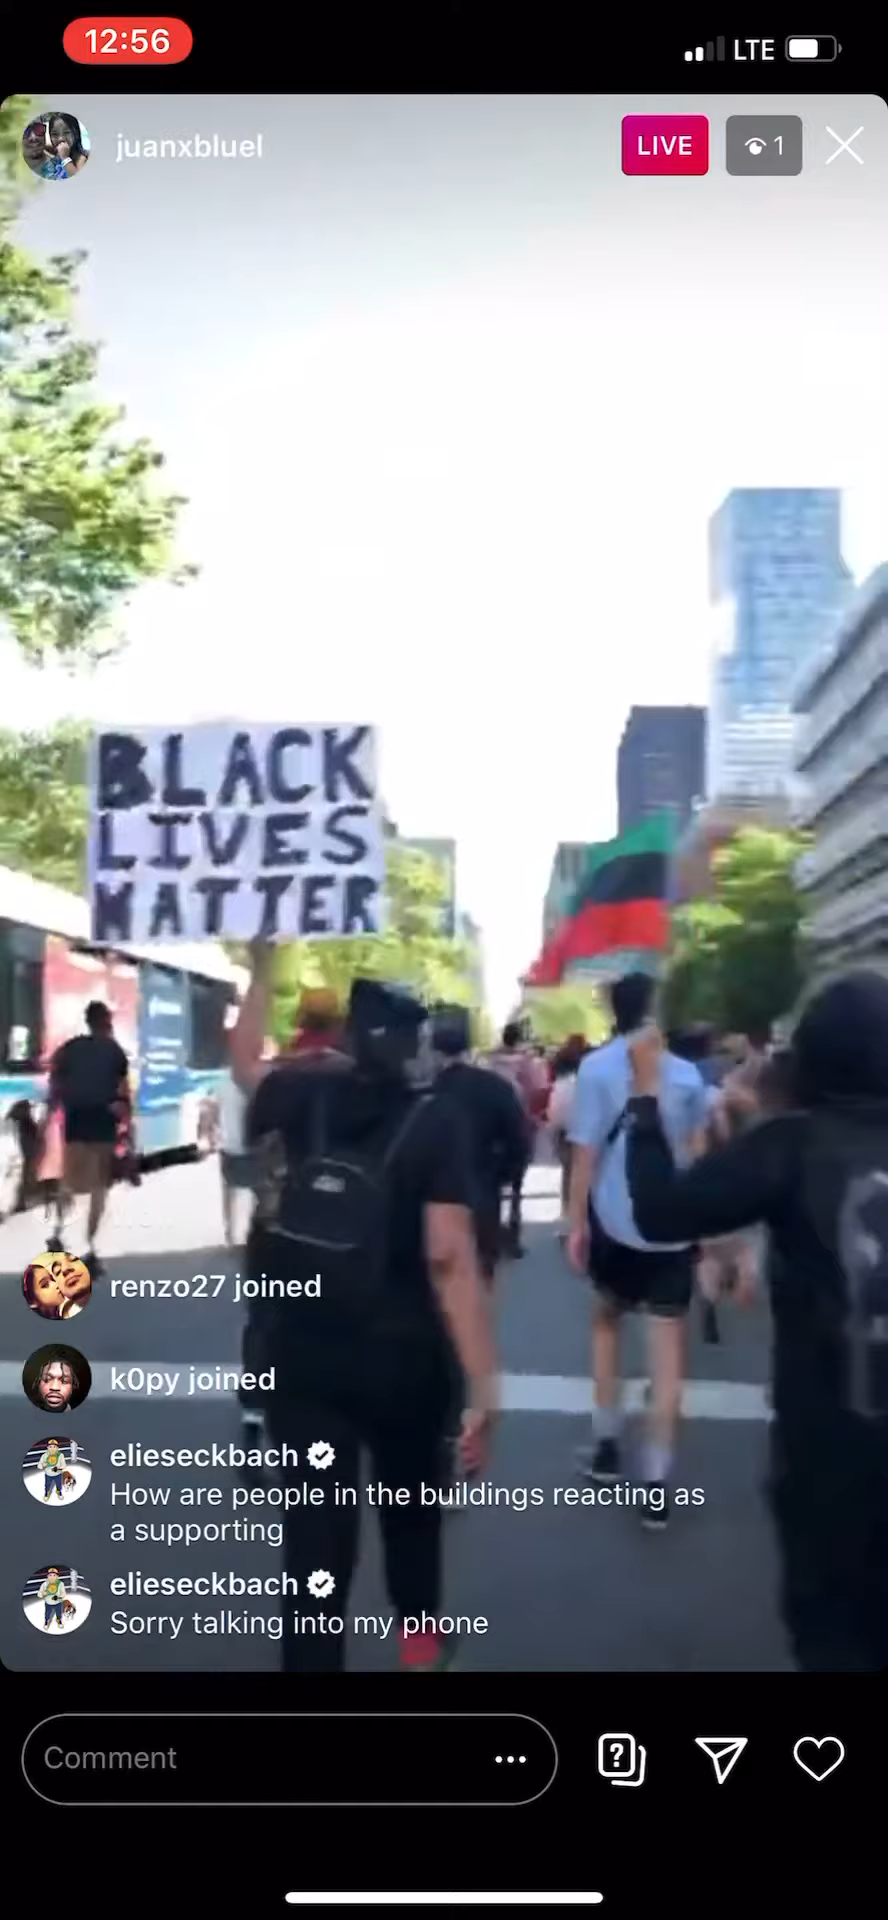 12:56
LTE
juanxbluel
LIVE
1
BLACK
LIVES
MATTER
renzo27 joined
k0py joined
elieseckbach
How are people in the buildings reacting as
a supporting
elieseckbach
Sorry talking into my phone
Comment